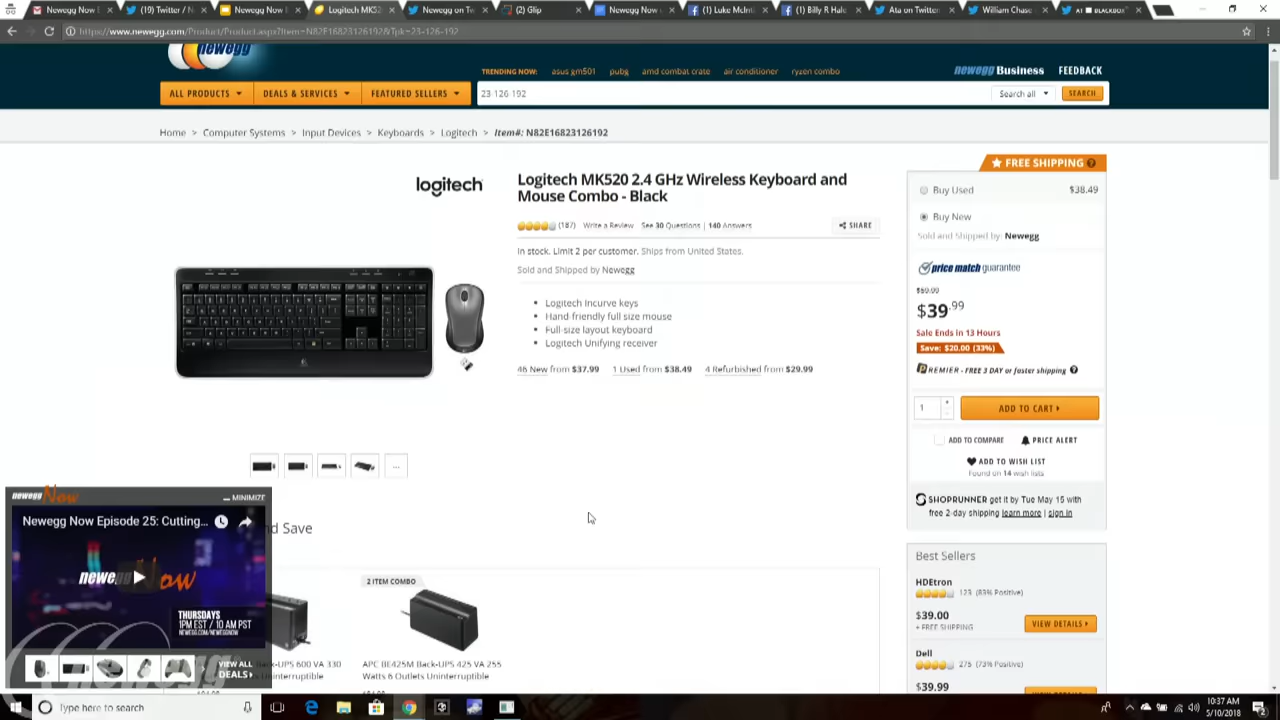 Newegg Now
(19) Twitter / N
Newegg Now
Logitech MK52
Newegg on Tw
(2) Glip
Newegg Now
(1) Luke McInt
(1) Billy R Hale
Ata on Twitter
William Chase
https://www.newegg.com/Product/Product.aspx?Item=N82E16823126192&Tpk=23-126-192
newegg
TRENDING NOW: asus gm501 pubg amd combat crate air conditioner ryzen combo
newegg Business FEEDBACK
ALL PRODUCTS DEALS & SERVICES FEATURED SELLERS
23 126 192
Search all SEARCH
Home > Computer Systems > Input Devices > Keyboards > Logitech > Item#: N82E16823126192
FREE SHIPPING ?
logitech
Logitech MK520 2.4 GHz Wireless Keyboard and
Mouse Combo - Black
(187) Write a Review See 30 Questions | 140 Answers
SHARE
In stock. Limit 2 per customer. Ships from United States.
Sold and Shipped by Newegg
Logitech Incurve keys
Hand friendly full size mouse
Full-size layout keyboard
Logitech Unifying receiver
46 New from $37.99 1 Used from $38.49 4 Refurbished from $29.99
Buy Used $38.49
Buy New
Sold and Shipped by: Newegg
price match guarantee
$59.99
$39.99
Sale Ends in 13 Hours
Save: $20.00 (33%)
PREMIER - FREE 3 DAY or faster shipping ?
1
ADD TO CART
ADD TO COMPARE PRICE ALERT
ADD TO WISH LIST
Found on 14 wish lists
SHOPRUNNER get it by Tue May 15 with
free 2-day shipping learn more | sign in
...
newegg Now
MINIMIZE
Newegg Now Episode 25: Cutting...
newegg Now
THURSDAYS
1PM EST / 10 AM PST
NEWEGG.COM/NEWEGGNOW
VIEW ALL
DEALS
newegg
nd Save
Back-UPS 600 VA 330
Uninterruptible
2 ITEM COMBO
APC BE425M Back-UPS 425 VA 255
Watts 6 Outlets Uninterruptible
Best Sellers
HDEtron
123 (83% Positive)
$39.00
+ FREE SHIPPING
VIEW DETAILS
Dell
275 (73% Positive)
$39.99
Type here to search
10:37 AM
5/10/2018
2